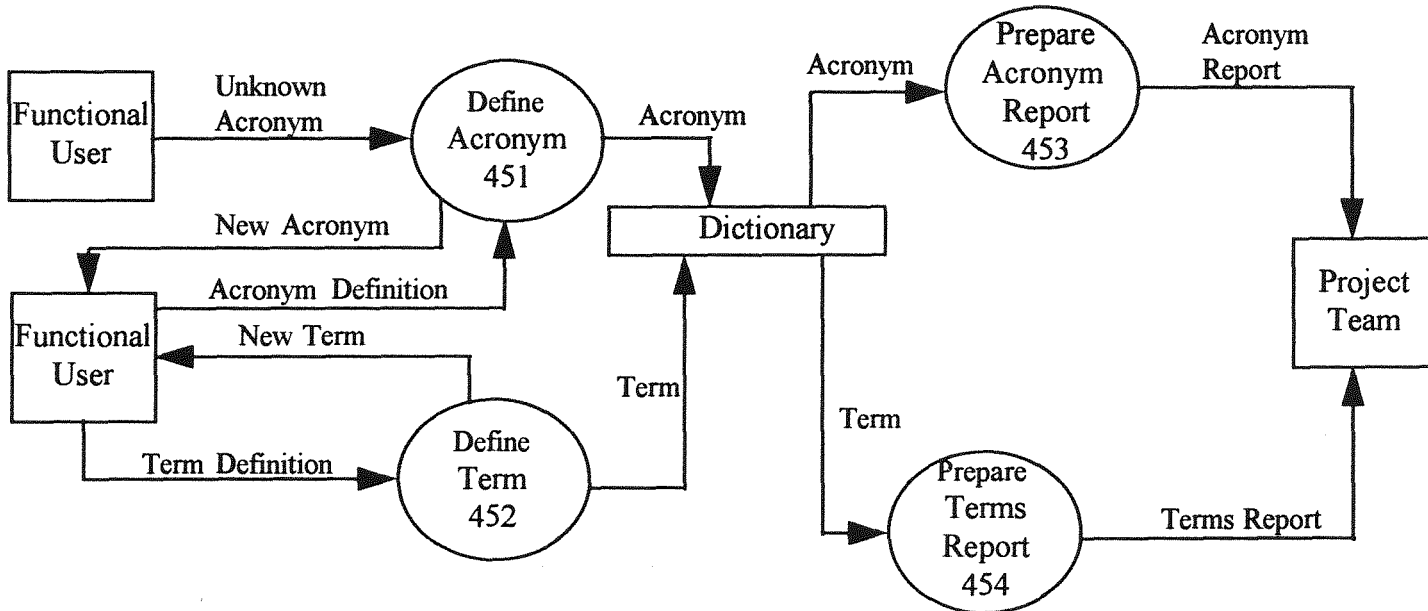 Functional
User
Unknown
Acronym
Define
Acronym
451
Acronym
Acronym
Prepare
Acronym
Report
453
Acronym
Report
New Acronym
Dictionary
Acronym Definition
Functional
User
New Term
Project
Team
Term
Term
Term Definition
Define
Term
452
Prepare
Terms
Report
454
Terms Report